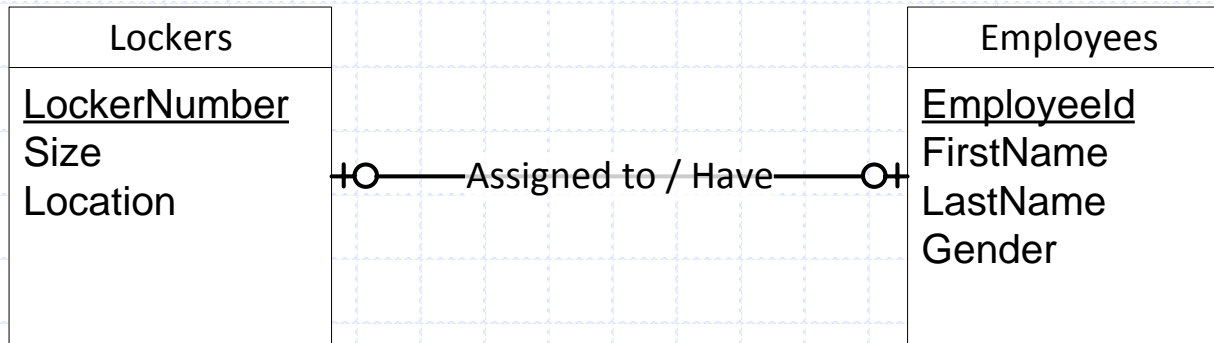 Lockers
LockerNumber
Size
Location
Assigned to / Have
Employees
EmployeeId
FirstName
LastName
Gender